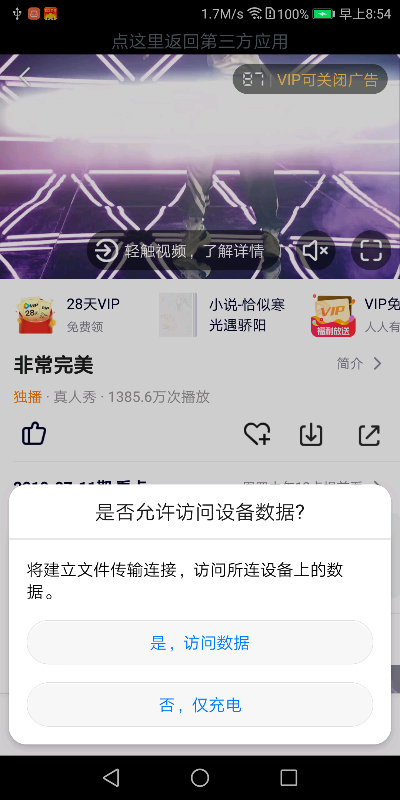 1.7M/s 100% 早上8:54
点这里返回第三方应用
87 VIP可关闭广告
轻触视频，了解详情
28天VIP
免费领
小说-恰似寒
光遇骄阳
VIP免
人人有
VIP
福利放送
非常完美
简介
独播 · 真人秀 · 1385.6万次播放
是否允许访问设备数据?
将建立文件传输连接，访问所连设备上的数
据。
是，访问数据
否，仅充电